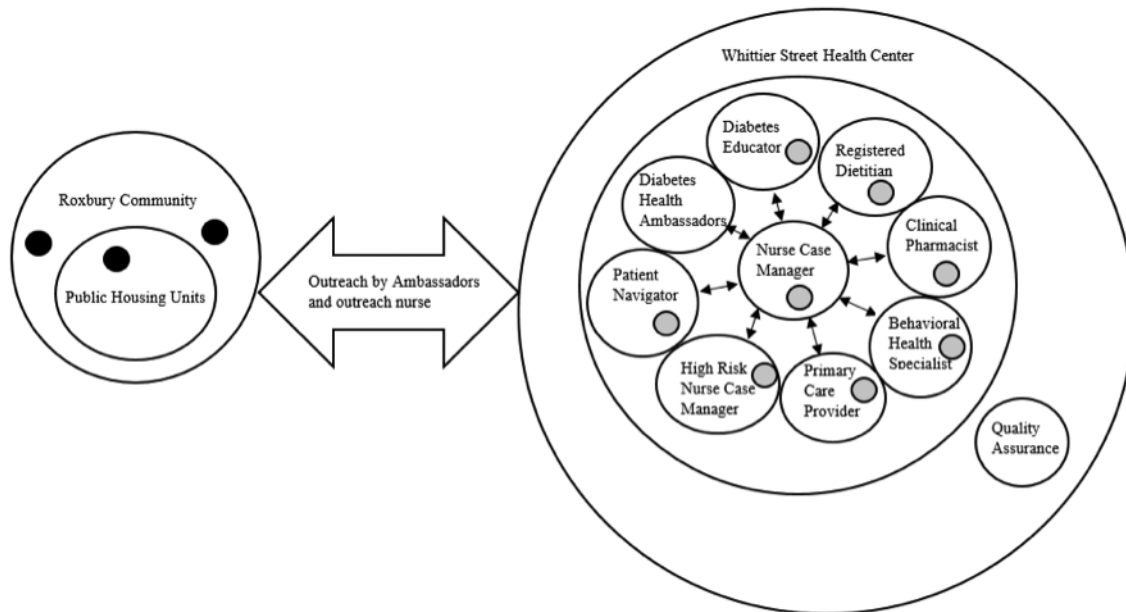 Whittier Street Health Center
Roxbury Community
Public Housing Units
Outreach by Ambassadors
and outreach nurse
Diabetes
Educator
Registered
Dietitian
Diabetes
Health
Ambassadors
Clinical
Pharmacist
Nurse Case
Manager
Patient
Navigator
Behavioral
Health
Specialist
High Risk
Nurse Case
Manager
Primary
Care
Provider
Quality
Assurance